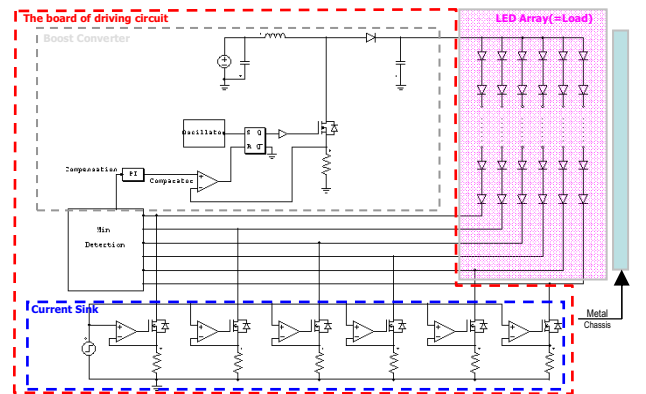 The board of driving circuit
LED Array(=Load)
Boost Converter
Oscillator
S Q
R Q
Compensation
PI
Comparator
Min
Detection
Current Sink
Metal
Chassis